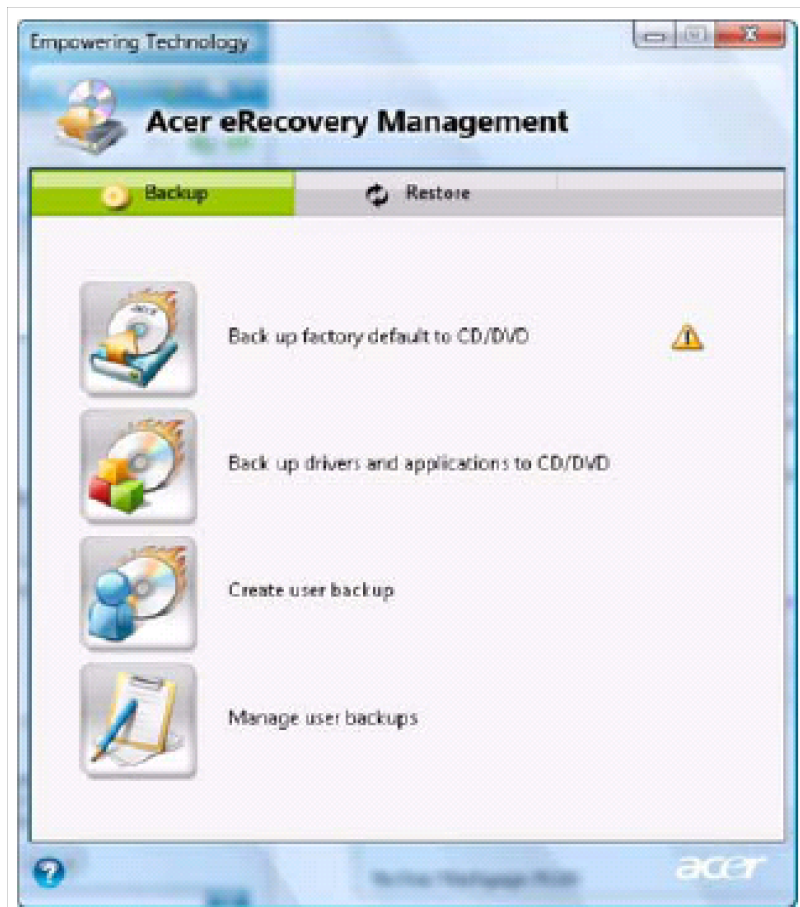 Empowering Technology
Acer eRecovery Management
Backup
Restore
Back up factory default to CD/DVD
Back up drivers and applications to CD/DVD
Create user backup
Manage user backups
acer